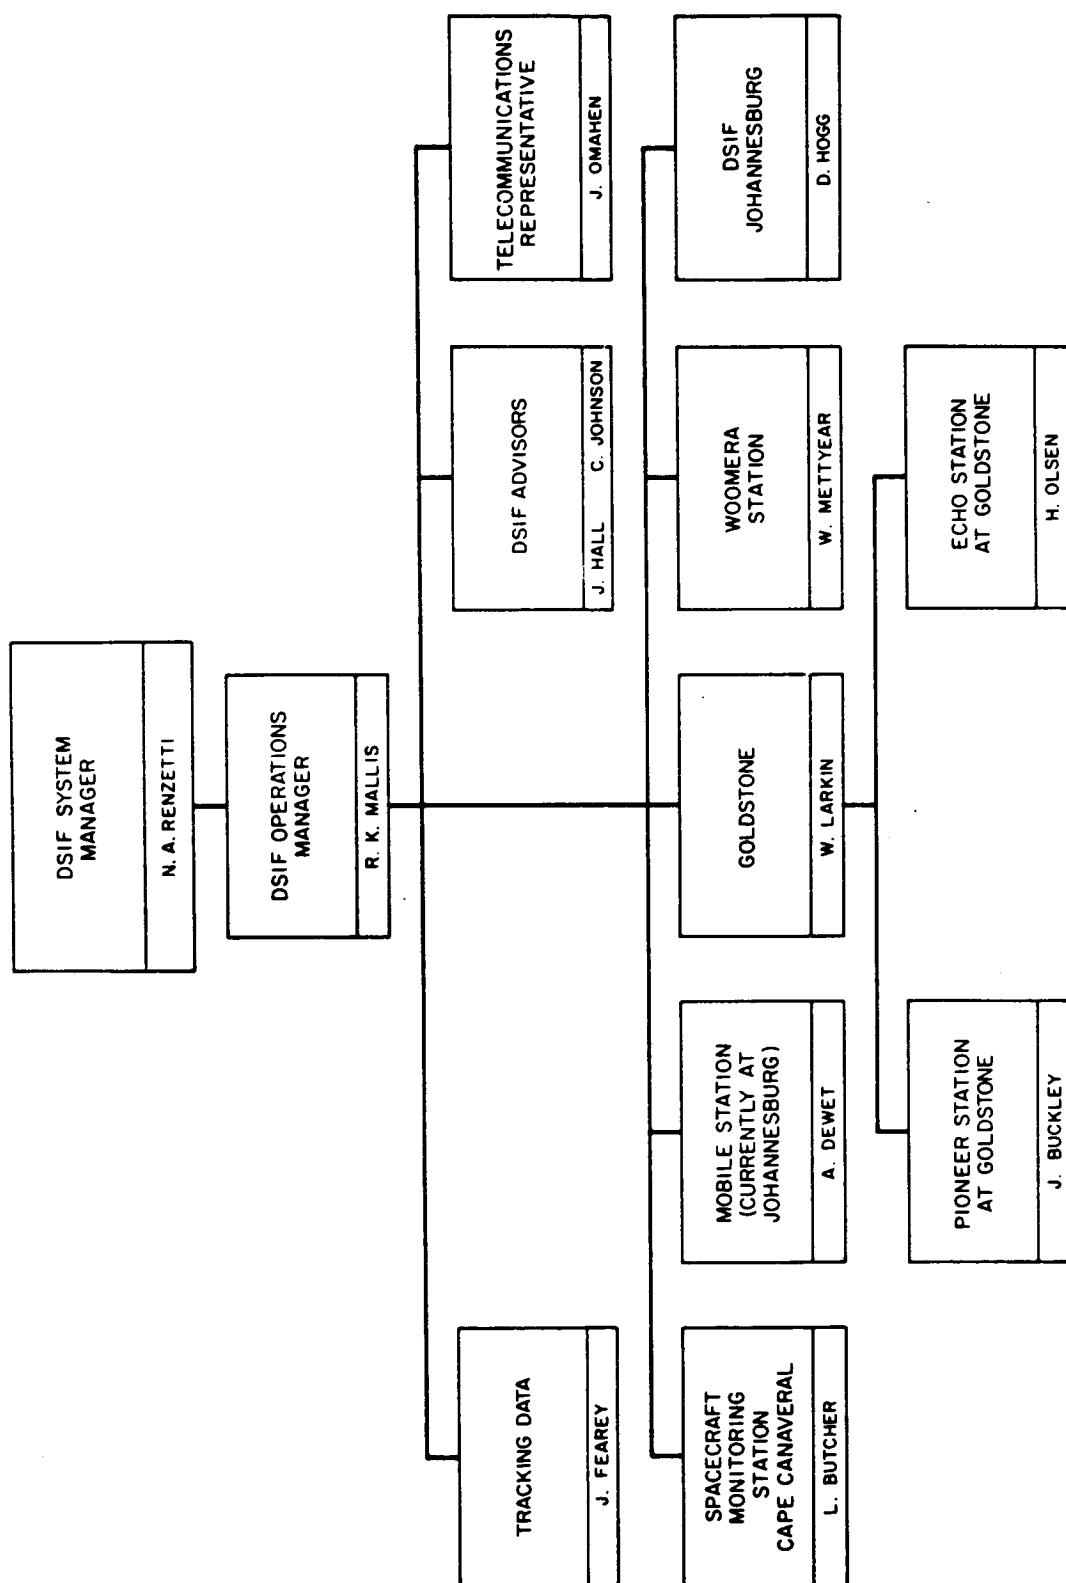 DSIF SYSTEM
MANAGER
N. A. RENZETTI
DSIF OPERATIONS
MANAGER
R. K. MALLIS
TRACKING DATA
J. FEAREY
DSIF ADVISORS
J. HALL C. JOHNSON
TELECOMMUNICATIONS
REPRESENTATIVE
J. OMAHEN
SPACECRAFT
MONITORING
STATION
CAPE CANAVERAL
L. BUTCHER
MOBILE STATION
(CURRENTLY AT
JOHANNESBURG)
A. DEWET
GOLDSTONE
W. LARKIN
WOOMERA
STATION
W. METTYEAR
DSIF
JOHANNESBURG
D. HOGG
PIONEER STATION
AT GOLDSTONE
J. BUCKLEY
ECHO STATION
AT GOLDSTONE
H. OLSEN